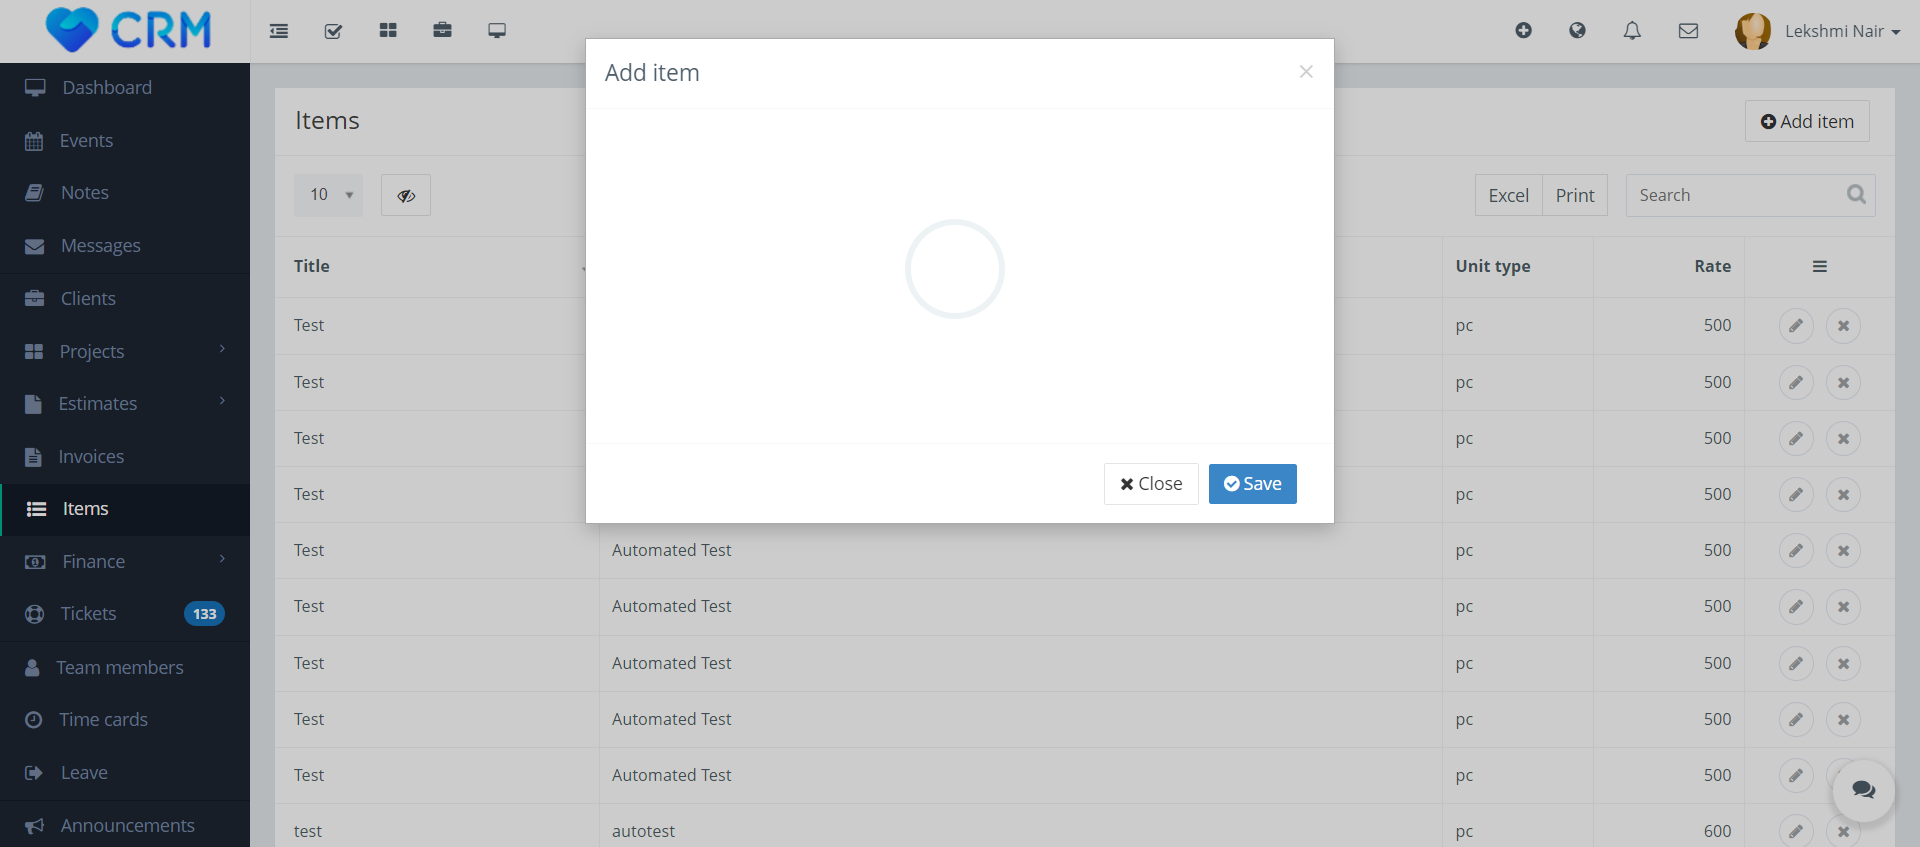 CRM
Lekshmi Nair
Dashboard
Events
Notes
Messages
Clients
Projects
Estimates
Invoices
Items
Finance
Tickets 133
Team members
Time cards
Leave
Announcements
Items
Add item
10
Excel Print Search
Title Unit type Rate
Test pc 500
Test pc 500
Test pc 500
Test pc 500
Test Automated Test pc 500
Test Automated Test pc 500
Test Automated Test pc 500
Test Automated Test pc 500
Test Automated Test pc 500
test autotest pc 600
Add item
Close Save